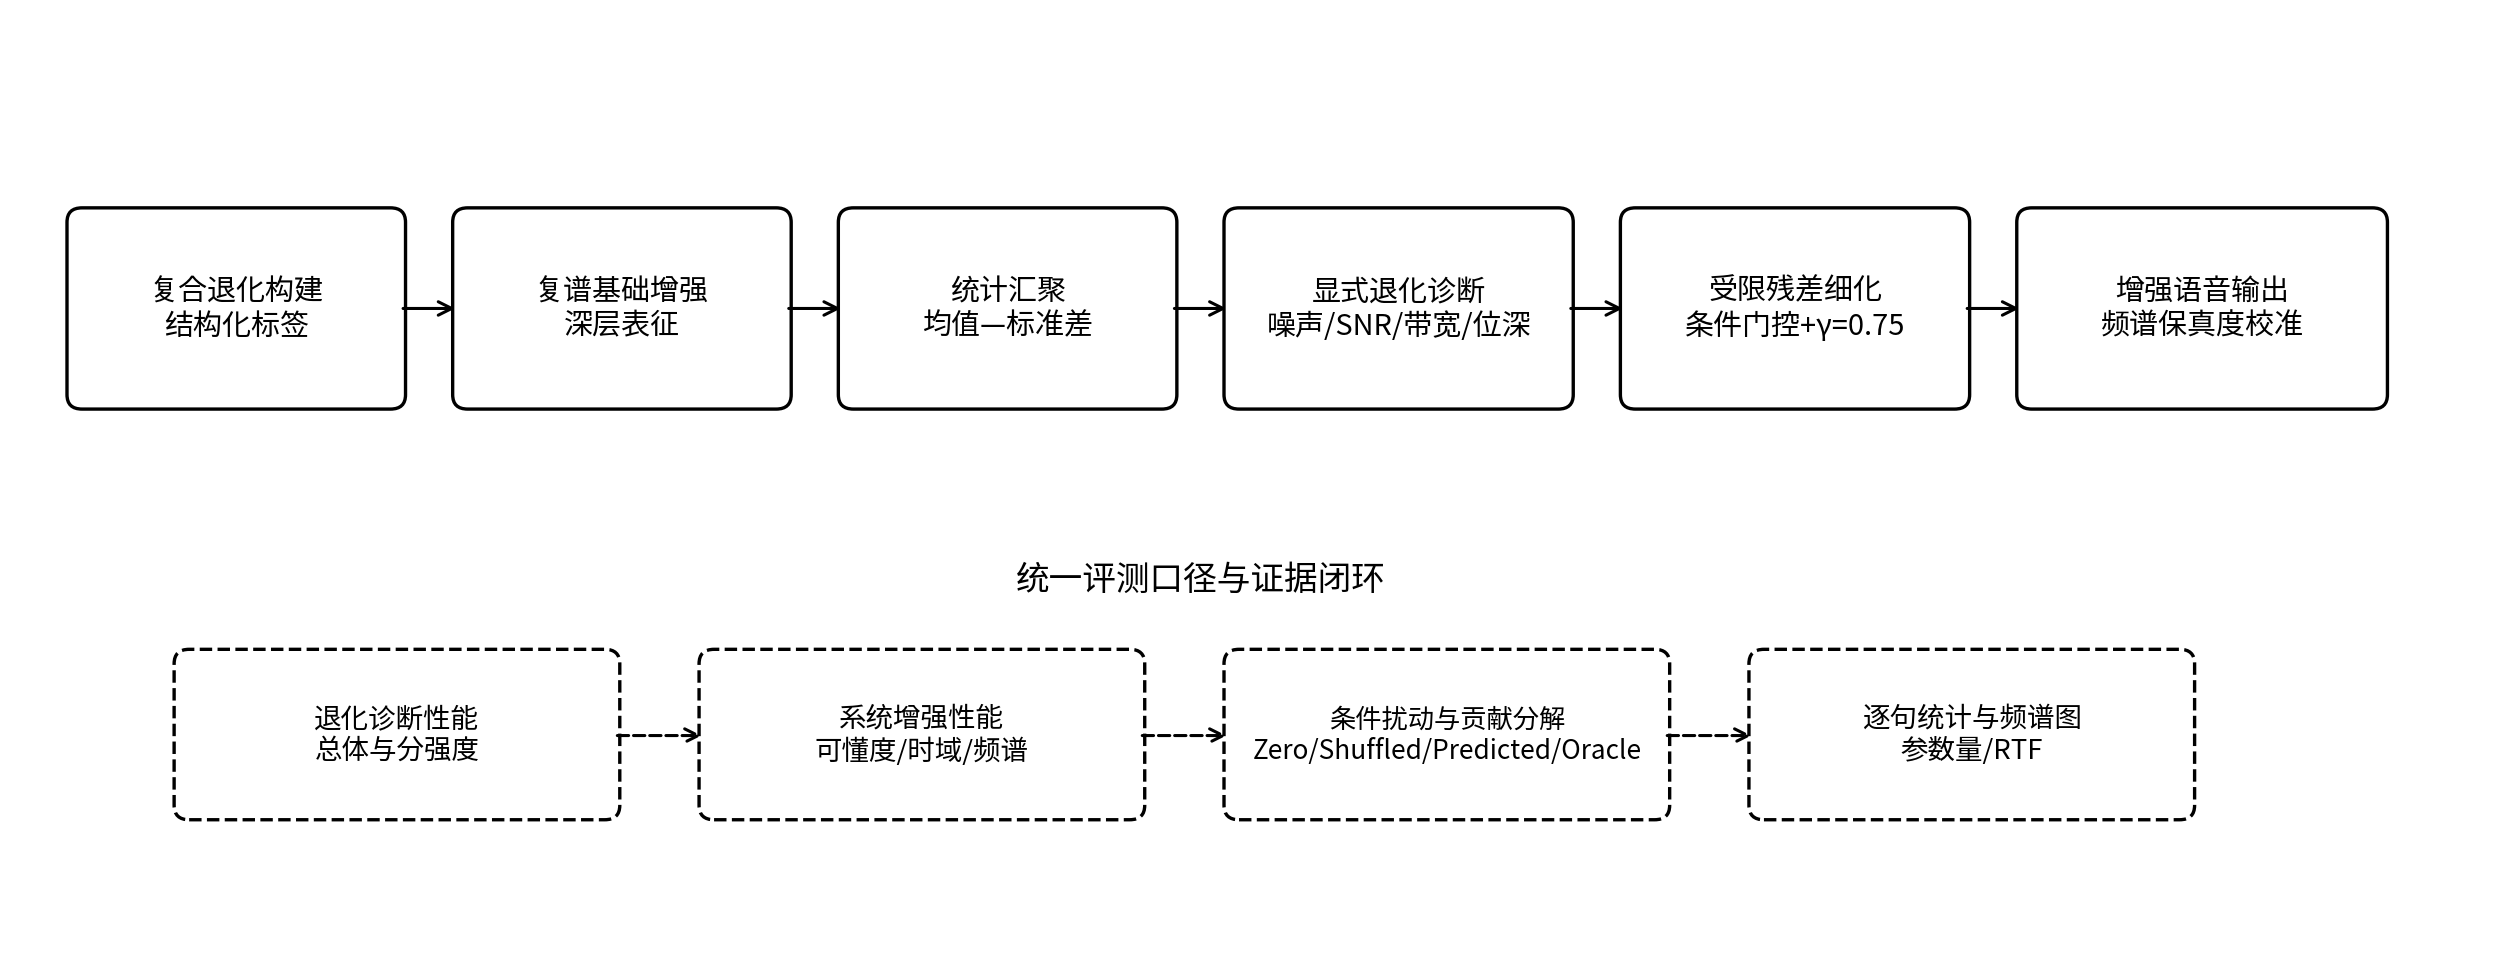 复合退化构建
结构化标签
复谱基础增强
深层表征
统计汇聚
均值—标准差
显式退化诊断
噪声/SNR/带宽/位深
受限残差细化
条件门控+γ=0.75
增强语音输出
频谱保真度校准
统一评测口径与证据闭环
退化诊断性能
总体与分强度
系统增强性能
可懂度/时域/频谱
条件扰动与贡献分解
Zero/Shuffled/Predicted/Oracle
逐句统计与频谱图
参数量/RTF